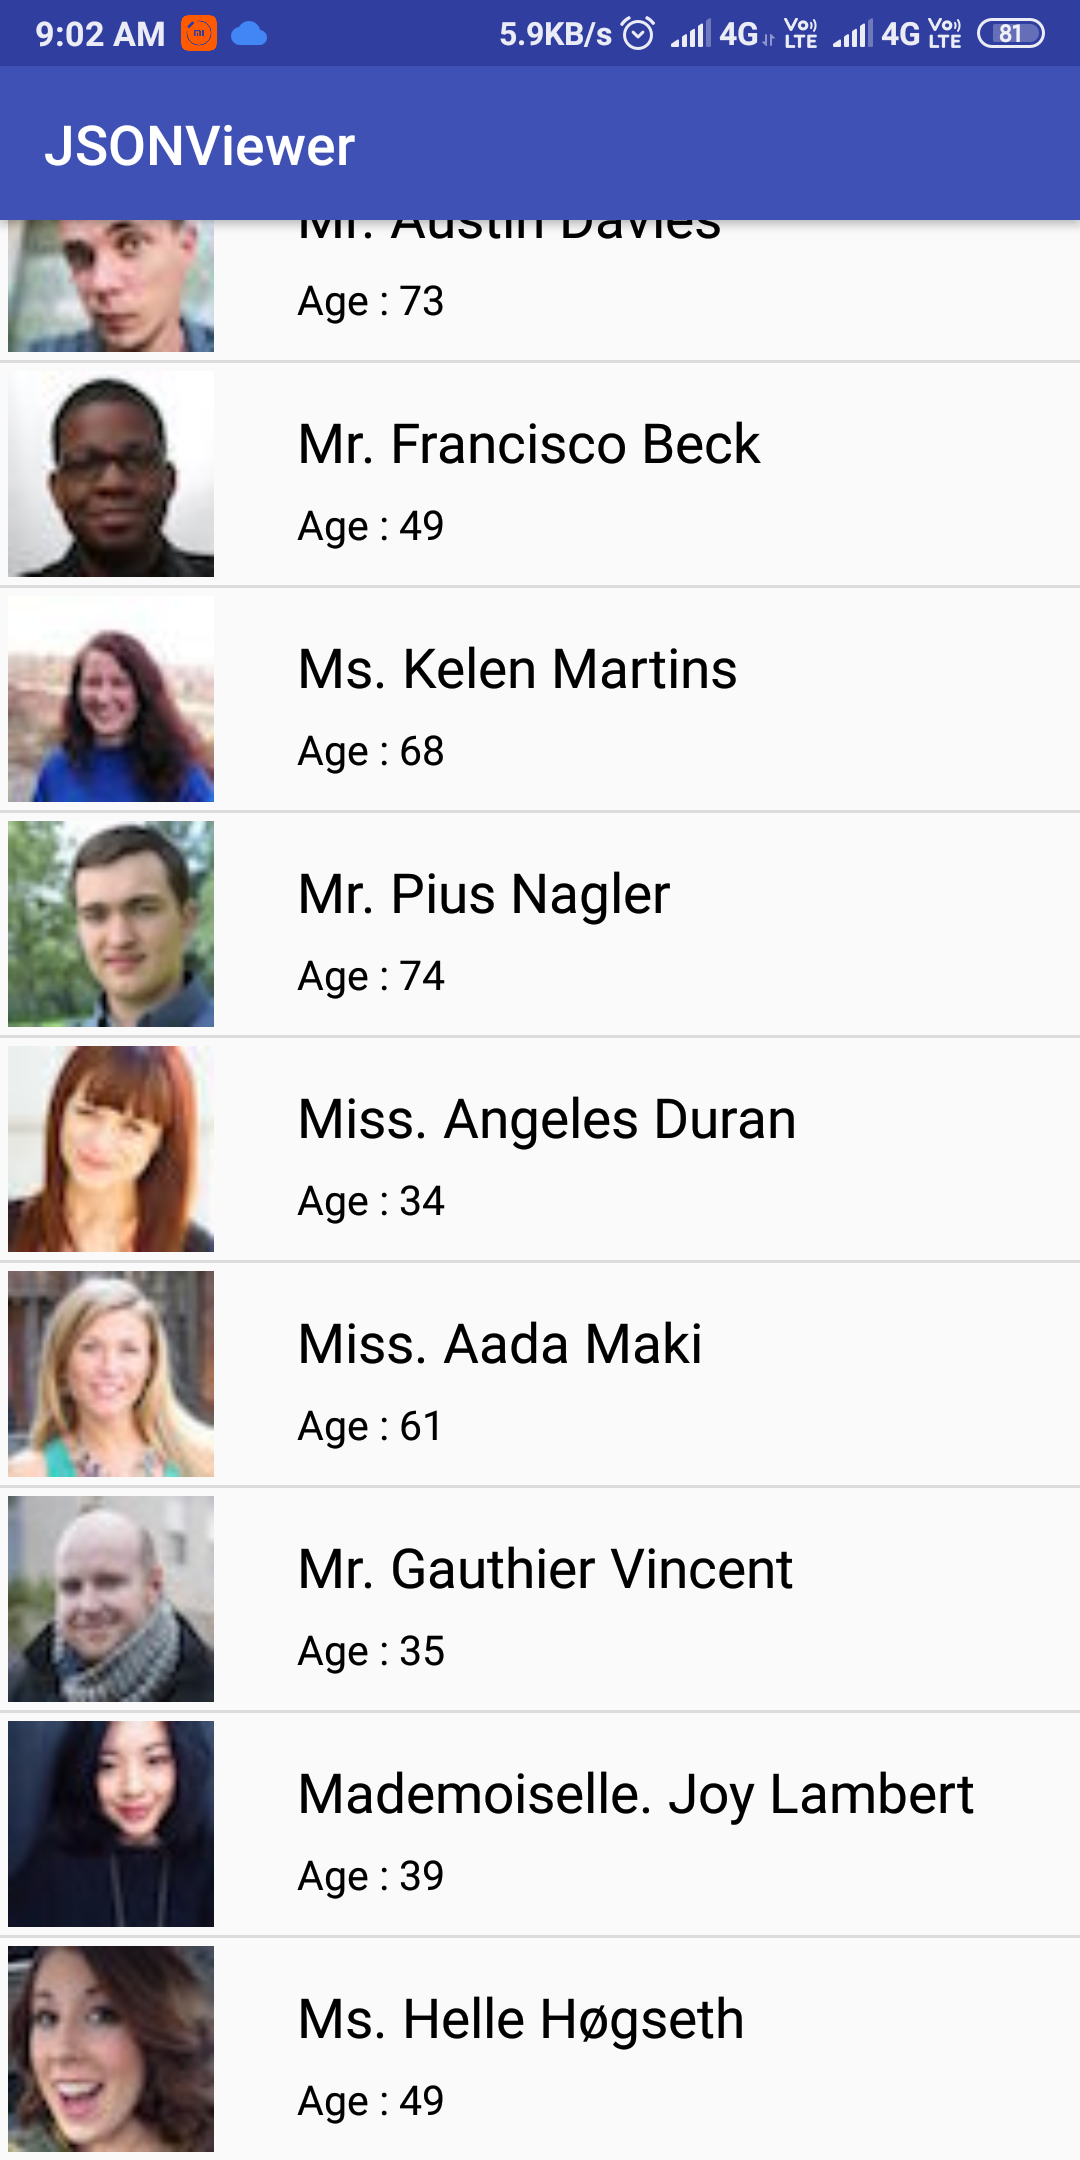 9:02 AM 5.9KB/s 4G Vo)) LTE 4G Vo)) LTE 81
JSONViewer
Mr. Austin Davies
Age : 73
Mr. Francisco Beck
Age : 49
Ms. Kelen Martins
Age : 68
Mr. Pius Nagler
Age : 74
Miss. Angeles Duran
Age : 34
Miss. Aada Maki
Age : 61
Mr. Gauthier Vincent
Age : 35
Mademoiselle. Joy Lambert
Age : 39
Ms. Helle Høgseth
Age : 49